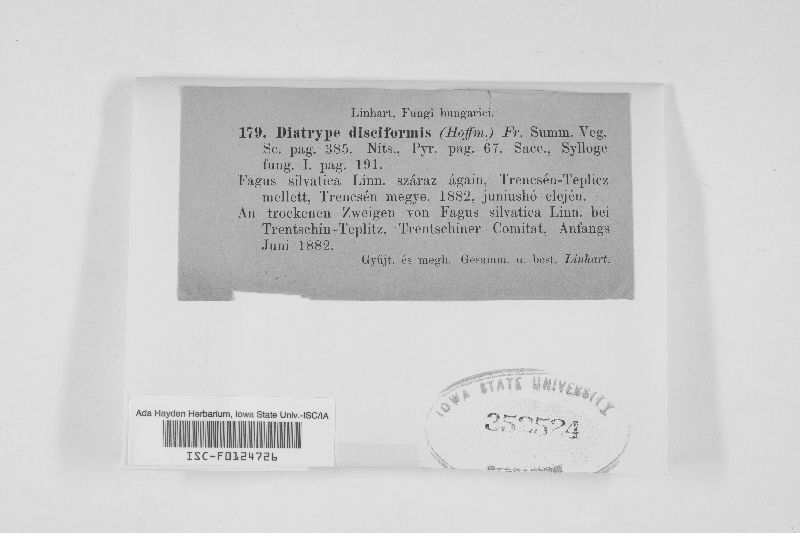 Linhart, Fungi hungarici.
179. Diatrype disciformis (Hoffm.) Fr. Summ. Veg.
Sc. pag. 385. Nits., Pyr. pag. 67. Sacc., Sylloge
fung. I. pag. 191.
Fagus silvatica Linn. száraz ágain, Trencsén-Teplicz
mellett, Trencsén megye. 1882, juniushó elején.
An trockenen Zweigen von Fagus silvatica Linn. bei
Trentschin-Teplitz, Trentschiner Comitat, Anfangs
Juni 1882.
Gyüjt. és megh. Gesamm. u. best. Linhart.
IOWA STATE UNIVERSITY
352524
Ada Hayden Herbarium, Iowa State Univ.-ISC/IA
ISC-F0124726